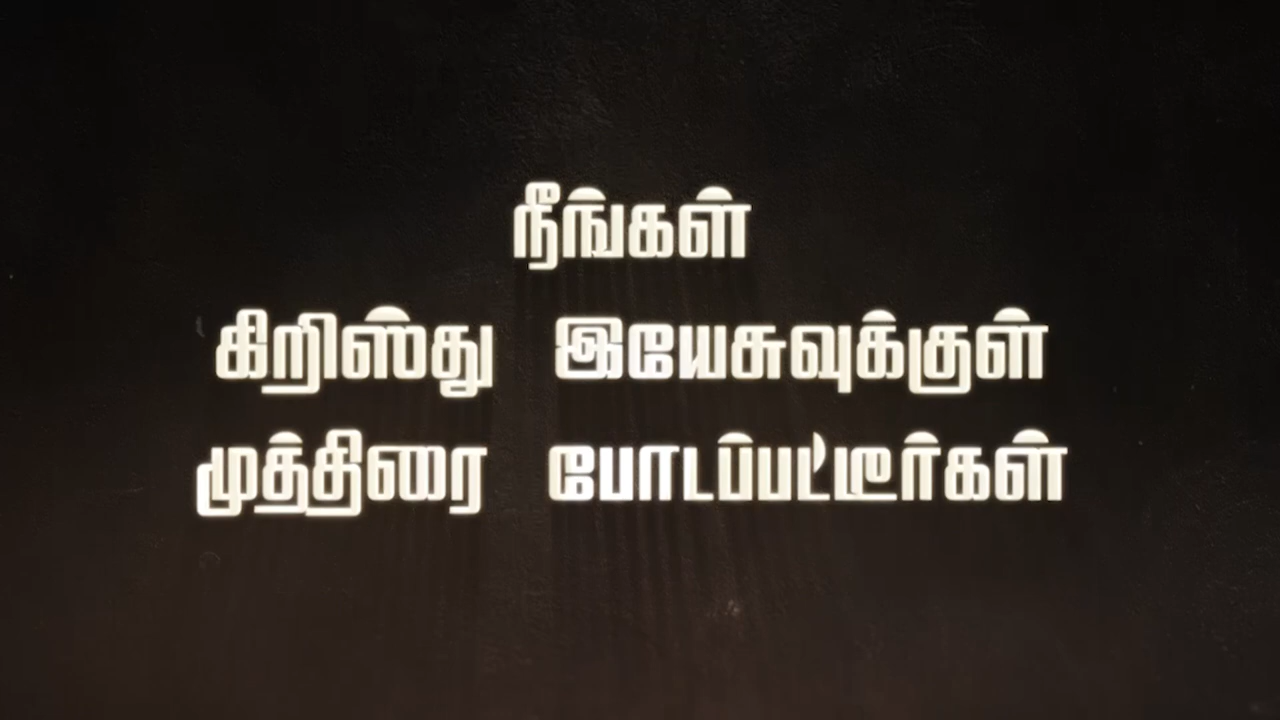 நீங்கள்
கிறிஸ்து இயேசுவுக்குள்
முத்திரை போடப்பட்டீர்கள்